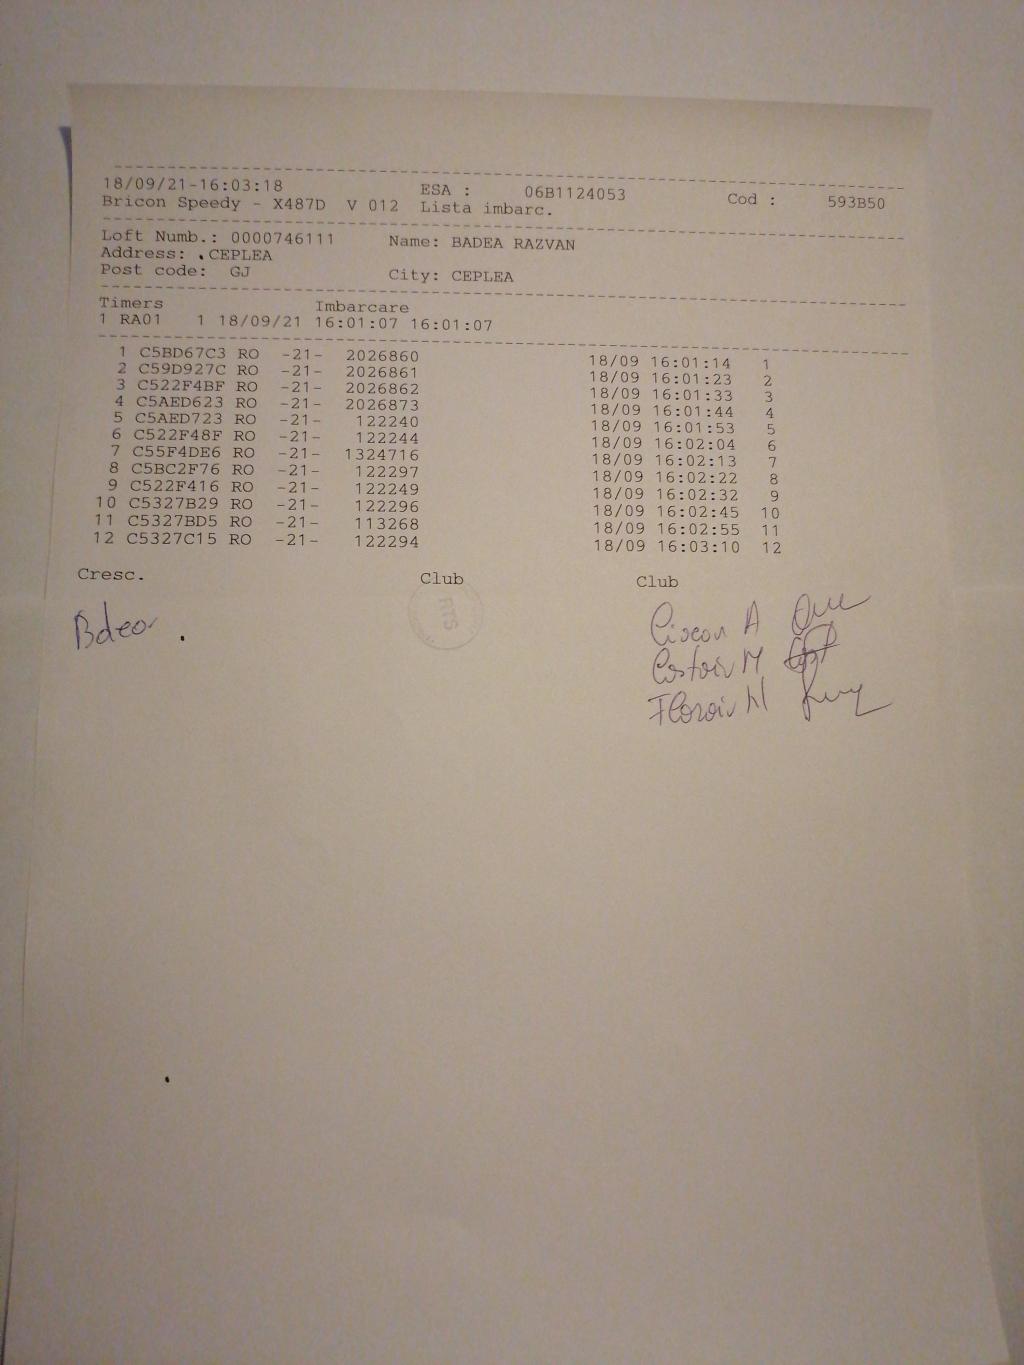 18/09/21-16:03:18 ESA : 06B1124053 Cod : 593B50
Bricon Speedy - X487D V 012 Lista imbarc.
Loft Numb.: 0000746111 Name: BADEA RAZVAN
Address: .CEPLEA
Post code: GJ City: CEPLEA
Timers Imbarcare
1 RA01 1 18/09/21 16:01:07 16:01:07
1 C5BD67C3 RO -21- 2026860 18/09 16:01:14 1
2 C59D927C RO -21- 2026861 18/09 16:01:23 2
3 C522F4BF RO -21- 2026862 18/09 16:01:33 3
4 C5AED623 RO -21- 2026873 18/09 16:01:44 4
5 C5AED723 RO -21- 122240 18/09 16:01:53 5
6 C522F48F RO -21- 122244 18/09 16:02:04 6
7 C55F4DE6 RO -21- 1324716 18/09 16:02:13 7
8 C5BC2F76 RO -21- 122297 18/09 16:02:22 8
9 C522F416 RO -21- 122249 18/09 16:02:32 9
10 C5327B29 RO -21- 122296 18/09 16:02:45 10
11 C5327BD5 RO -21- 113268 18/09 16:02:55 11
12 C5327C15 RO -21- 122294 18/09 16:03:10 12
Cresc. Club Club